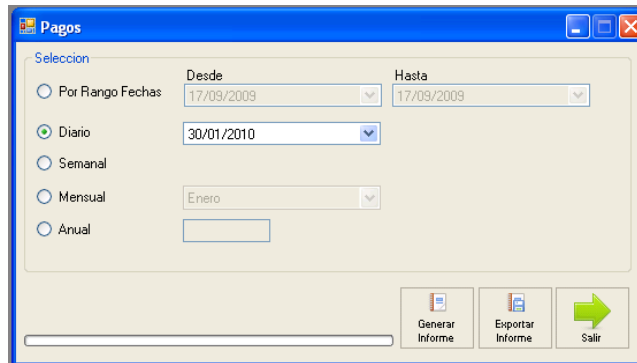 Pagos
Seleccion
Desde Hasta
Por Rango Fechas 17/09/2009 17/09/2009
Diario 30/01/2010
Semanal
Mensual Enero
Anual
Generar Exportar
Informe Informe Salir